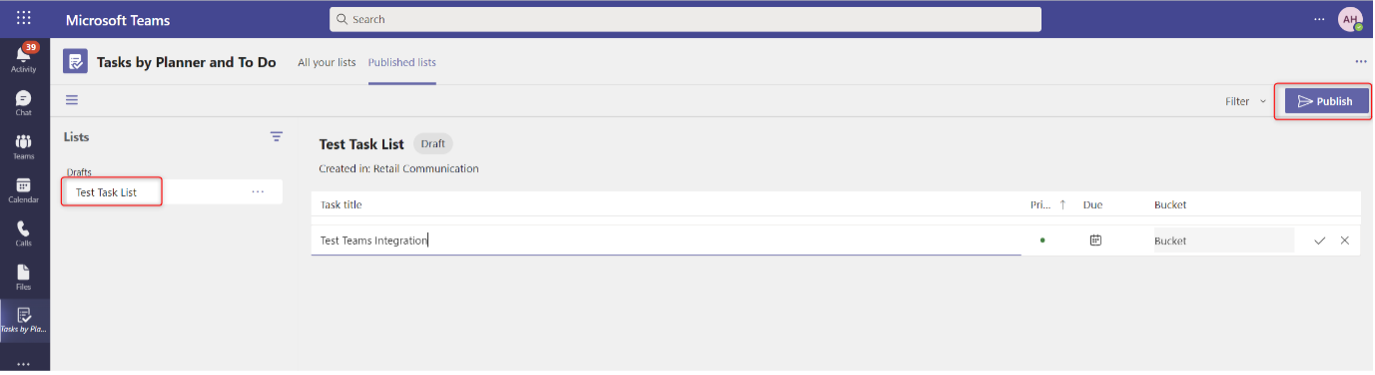 Microsoft Teams
Search
AH
39
Activity
Chat
Teams
Calendar
Calls
Files
Tasks by Pla...
Tasks by Planner and To Do
All your lists
Published lists
Filter
Publish
Lists
Drafts
Test Task List
Test Task List
Draft
Created in: Retail Communication
Task title
Pri...
Due
Bucket
Test Teams Integration
Bucket